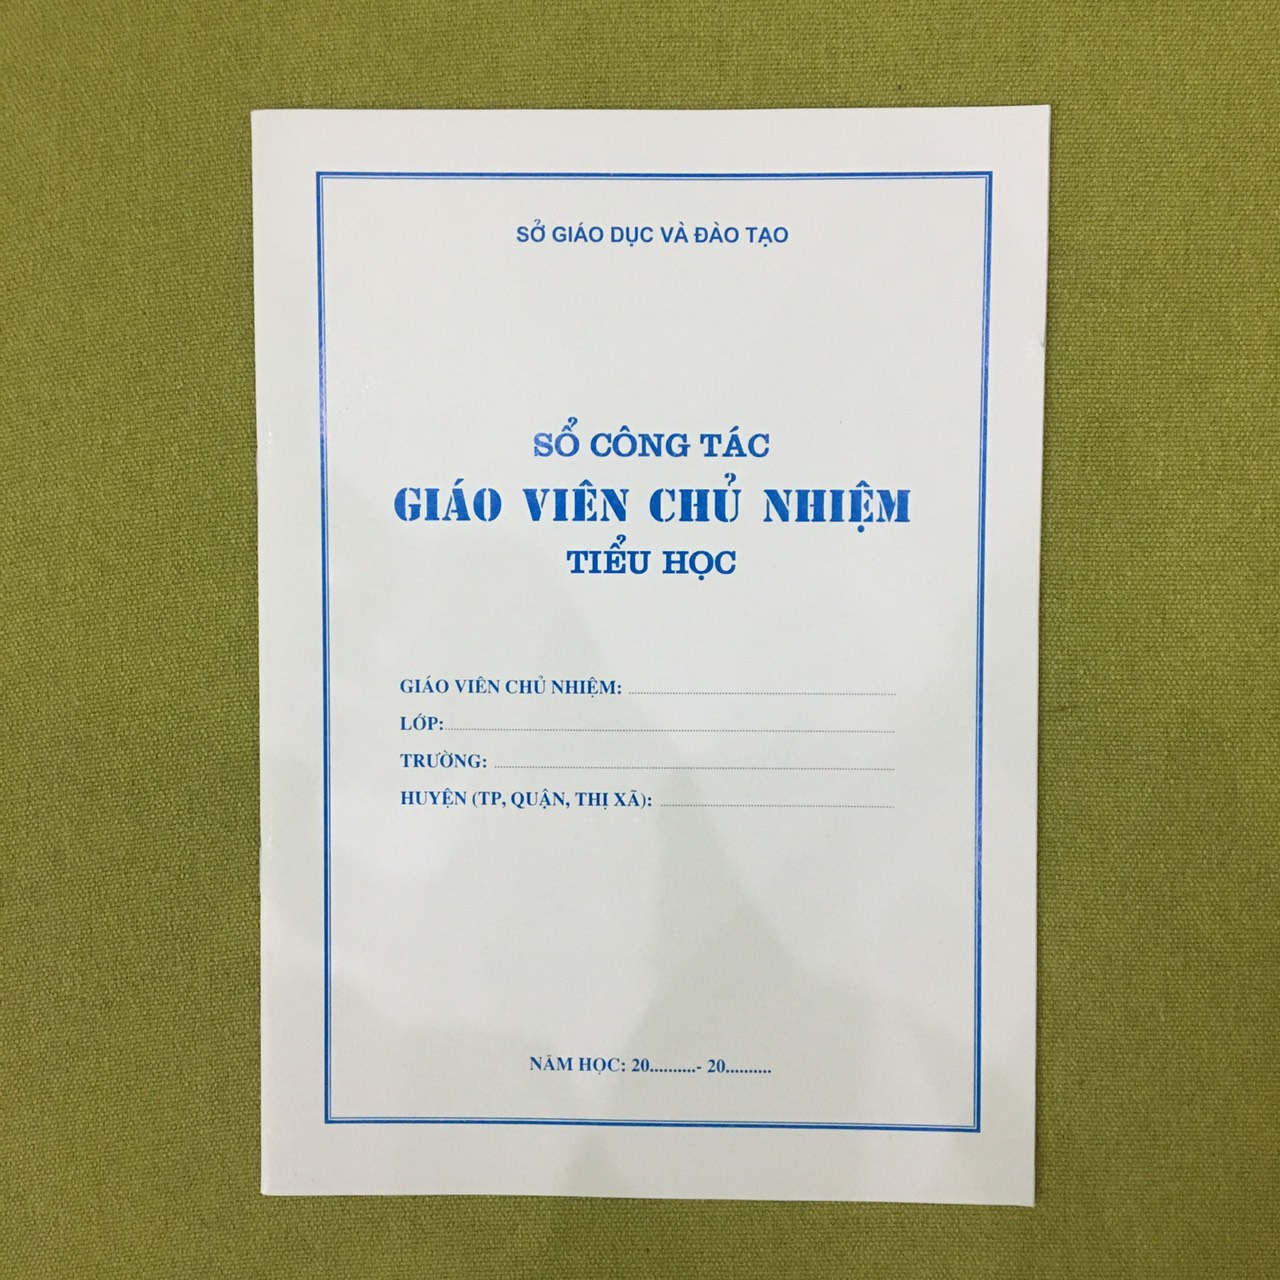 SỞ GIÁO DỤC VÀ ĐÀO TẠO
SỔ CÔNG TÁC
GIÁO VIÊN CHỦ NHIỆM
TIỂU HỌC
GIÁO VIÊN CHỦ NHIỆM: ..........
LỚP: ..........
TRƯỜNG: ..........
HUYỆN (TP, QUẬN, THỊ XÃ): ..........
NĂM HỌC: 20..........- 20..........